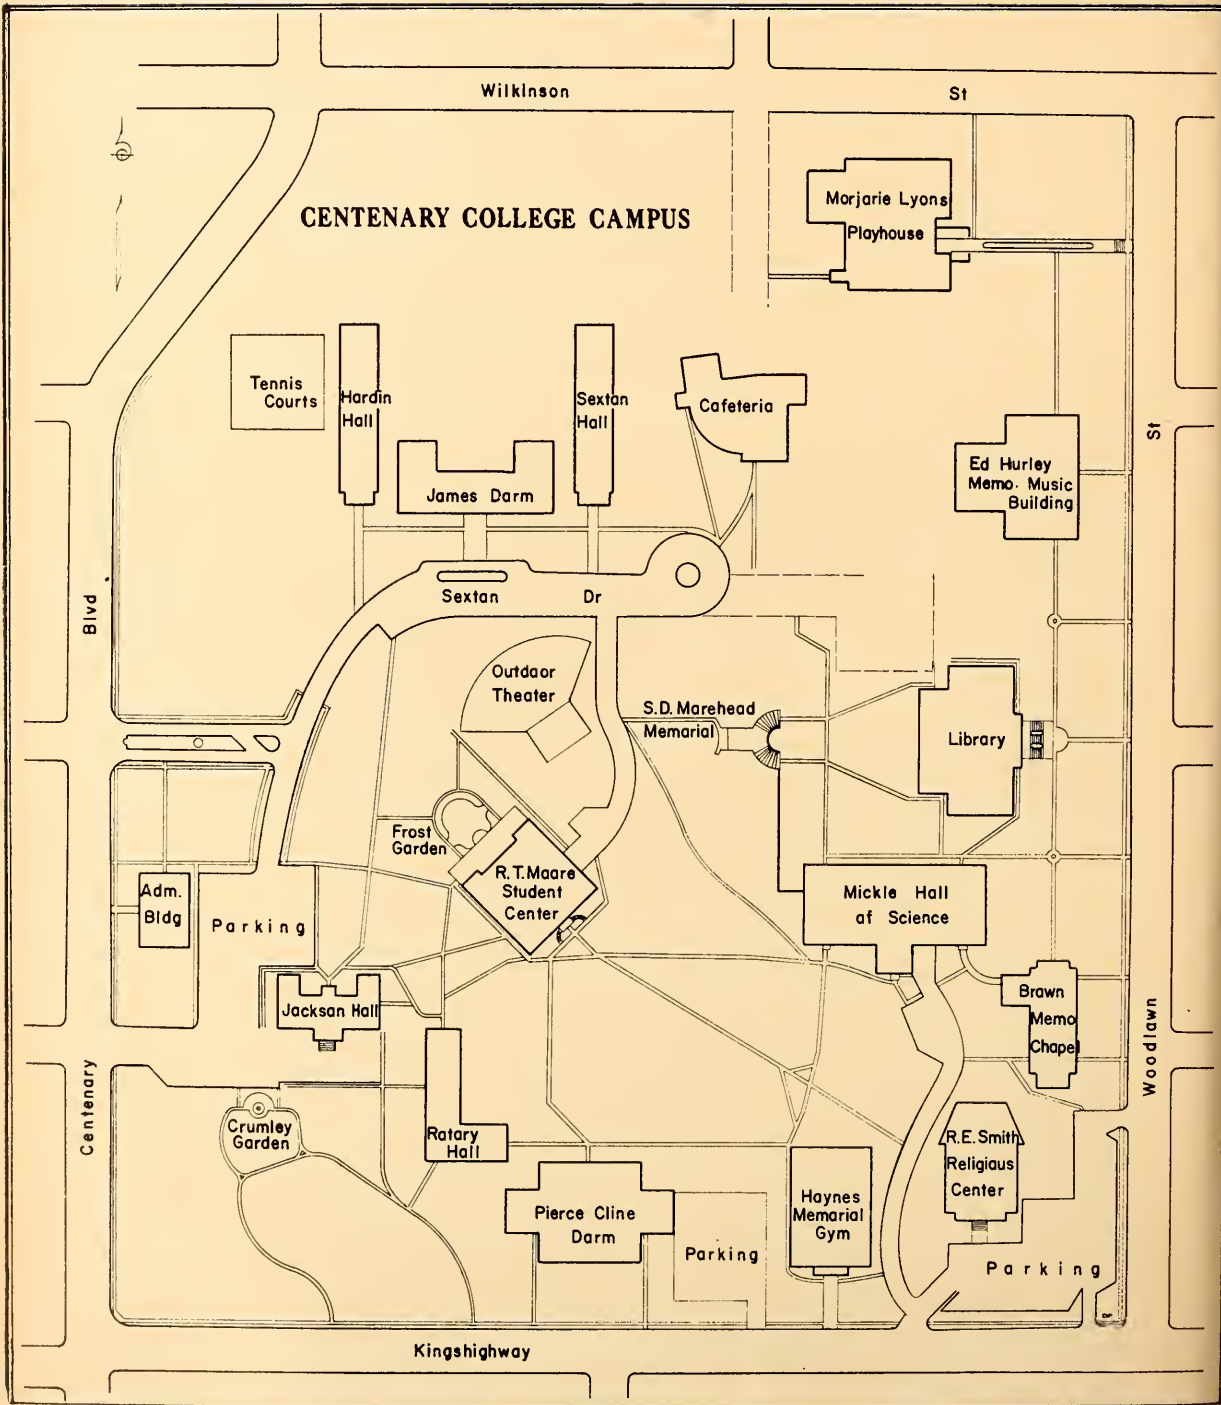 Wilkinson St
CENTENARY COLLEGE CAMPUS
Morjarie Lyons
Playhouse
Tennis
Courts
Hardin
Hall
James Darm
Sextan
Hall
Cafeteria
Ed Hurley
Memo. Music
Building
St
Blvd
Sextan Dr
Outdaar
Theater
S.D. Marehead
Memarial
Library
Frost
Garden
R.T. Maare
Student
Center
Mickle Hall
af Science
Adm.
Bldg
Parking
Jacksan Hall
Brawn
Memo
Chapel
Woodlawn
Centenary
Crumley
Garden
Ratary
Hall
R.E. Smith
Religiaus
Center
Pierce Cline
Darm
Parking
Haynes
Memarial
Gym
Parking
Kingshighway